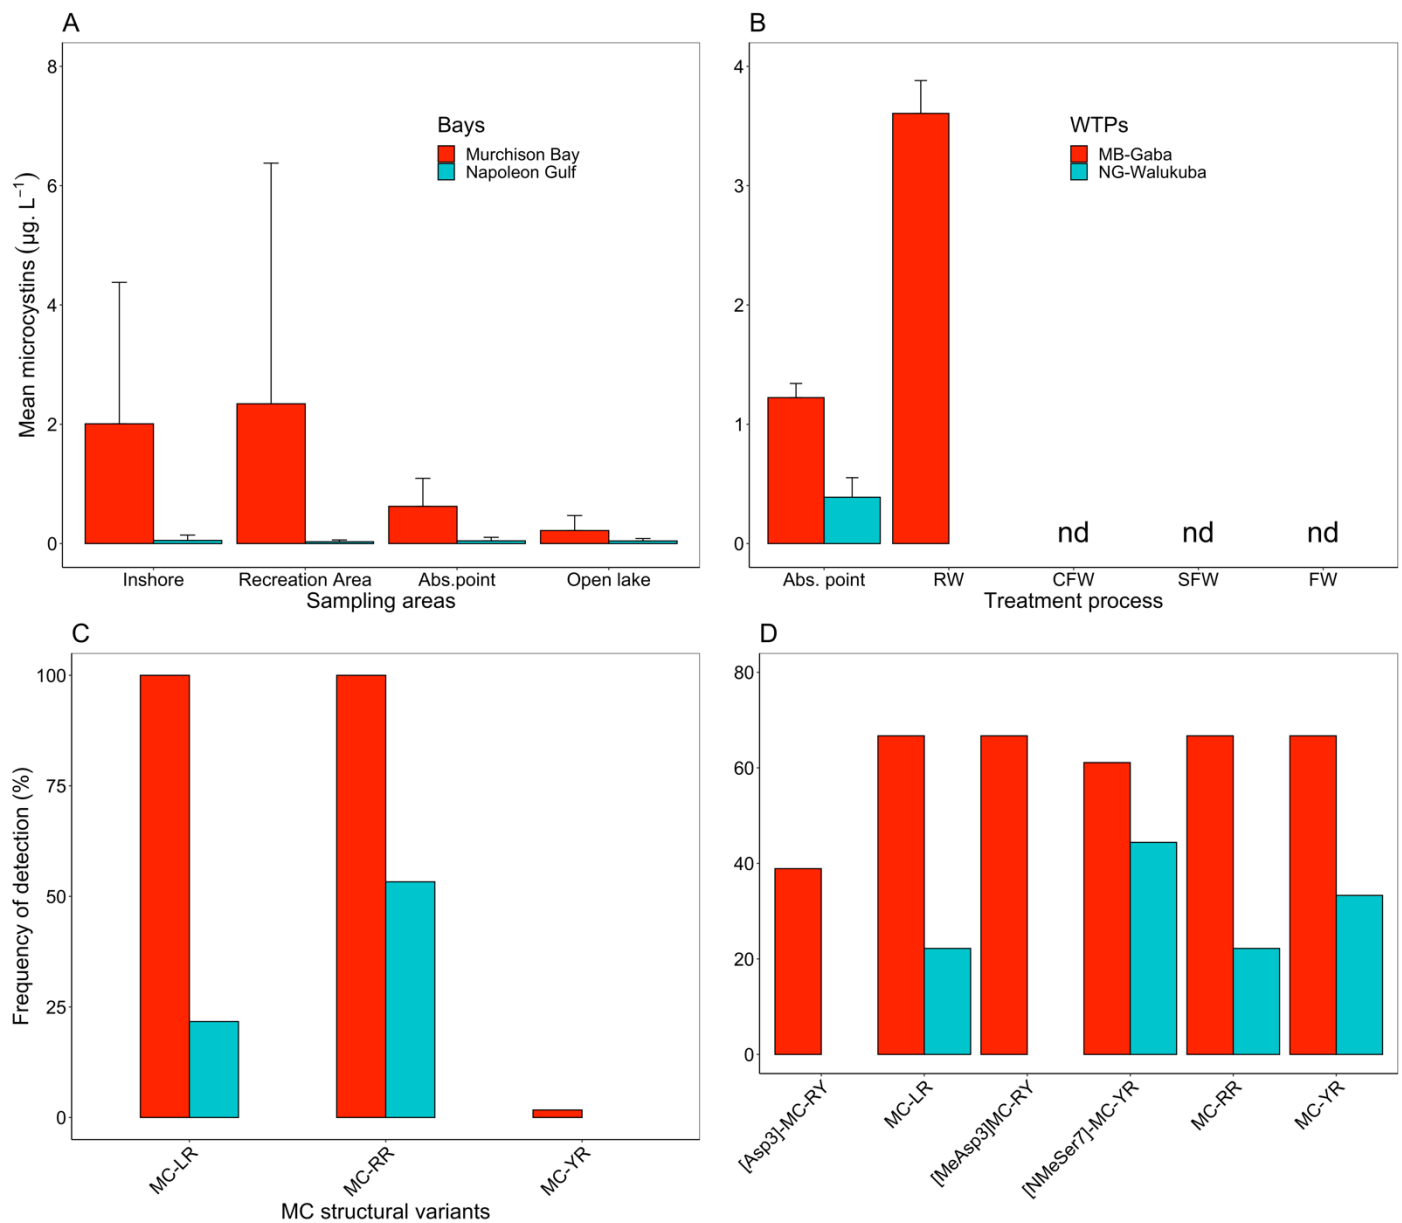 A
8
6
4
2
0
Mean microcystins (µg. L⁻¹)
Bays
Murchison Bay
Napoleon Gulf
Inshore Recreation Area Abs.point Open lake
Sampling areas
B
4
3
2
1
0
WTPs
MB-Gaba
NG-Walukuba
nd nd nd
Abs. point RW CFW SFW FW
Treatment process
C
100
75
50
25
0
Frequency of detection (%)
MC-LR MC-RR MC-YR
MC structural variants
D
80
60
40
20
0
[Asp3]-MC-RY MC-LR [MeAsp3]MC-RY [NMeSer7]-MC-YR MC-RR MC-YR